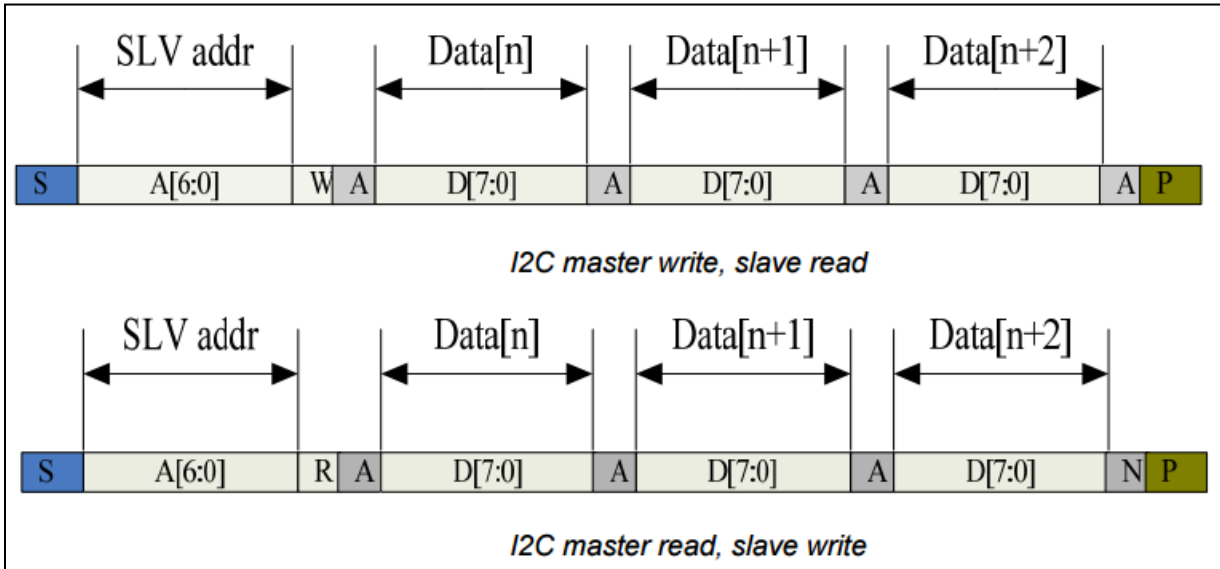 SLV addr Data[n] Data[n+1] Data[n+2]
S A[6:0] W A D[7:0] A D[7:0] A D[7:0] A P
I2C master write, slave read
SLV addr Data[n] Data[n+1] Data[n+2]
S A[6:0] R A D[7:0] A D[7:0] A D[7:0] N P
I2C master read, slave write